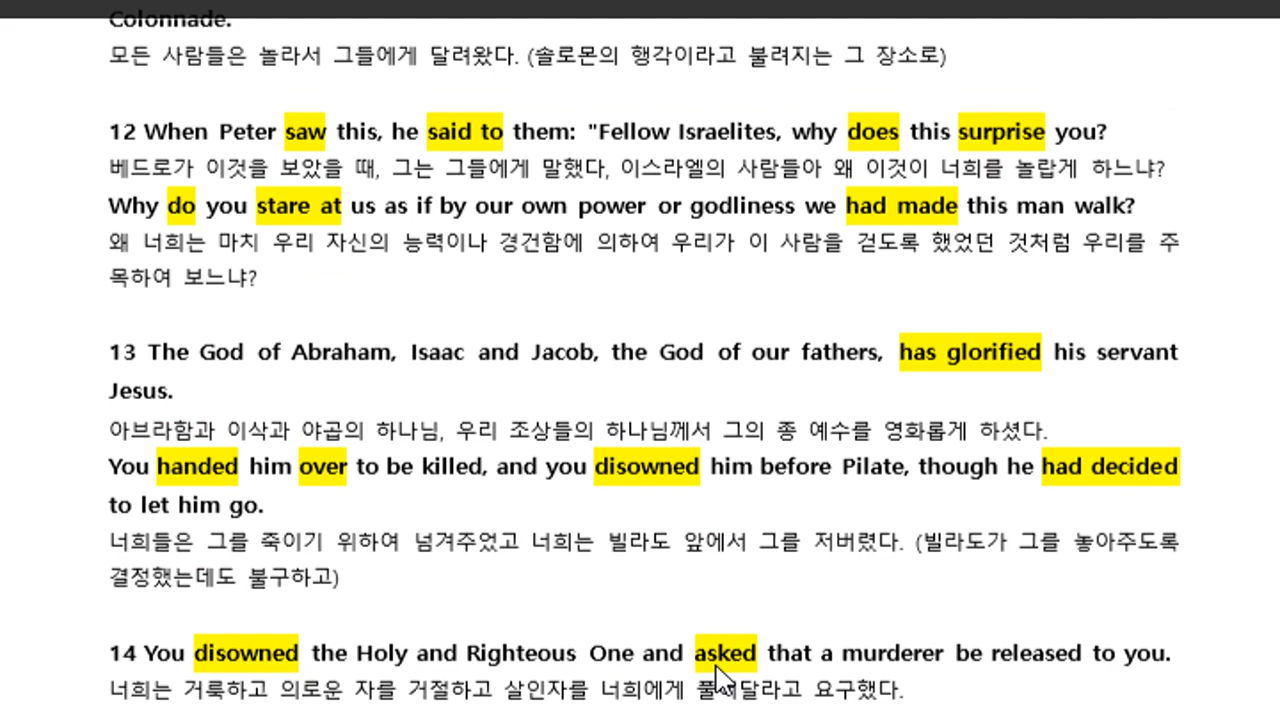 Colonnade.
모든 사람들은 놀라서 그들에게 달려왔다. (솔로몬의 행각이라고 불려지는 그 장소로)
12 When Peter saw this, he said to them: "Fellow Israelites, why does this surprise you?
베드로가 이것을 보았을 때, 그는 그들에게 말했다, 이스라엘의 사람들아 왜 이것이 너희를 놀랍게 하느냐?
Why do you stare at us as if by our own power or godliness we had made this man walk?
왜 너희는 마치 우리 자신의 능력이나 경건함에 의하여 우리가 이 사람을 걷도록 했었던 것처럼 우리를 주
목하여 보느냐?
13 The God of Abraham, Isaac and Jacob, the God of our fathers, has glorified his servant
Jesus.
아브라함과 이삭과 야곱의 하나님, 우리 조상들의 하나님께서 그의 종 예수를 영화롭게 하셨다.
You handed him over to be killed, and you disowned him before Pilate, though he had decided
to let him go.
너희들은 그를 죽이기 위하여 넘겨주었고 너희는 빌라도 앞에서 그를 저버렸다. (빌라도가 그를 놓아주도록
결정했는데도 불구하고)
14 You disowned the Holy and Righteous One and asked that a murderer be released to you.
너희는 거룩하고 의로운 자를 거절하고 살인자를 너희에게 요구했다.